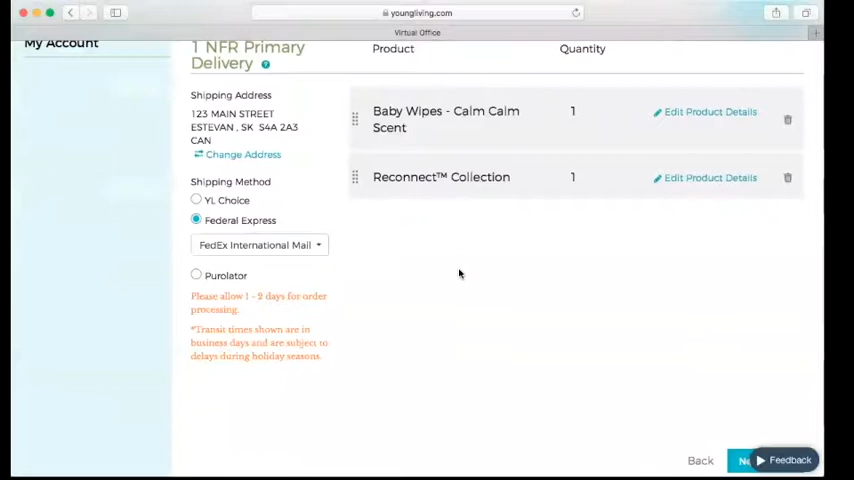 youngliving.com
Virtual Office
My Account
1 NFR Primary
Delivery
Product
Quantity
Shipping Address
123 MAIN STREET
ESTEVAN , SK S4A 2A3
CAN
Change Address
Baby Wipes - Calm Calm
Scent
1
Edit Product Details
Reconnect™ Collection
1
Edit Product Details
Shipping Method
YL Choice
Federal Express
FedEx International Mail
Purolator
Please allow 1 - 2 days for order
processing.
*Transit times shown are in
business days and are subject to
delays during holiday seasons.
Back
Feedback